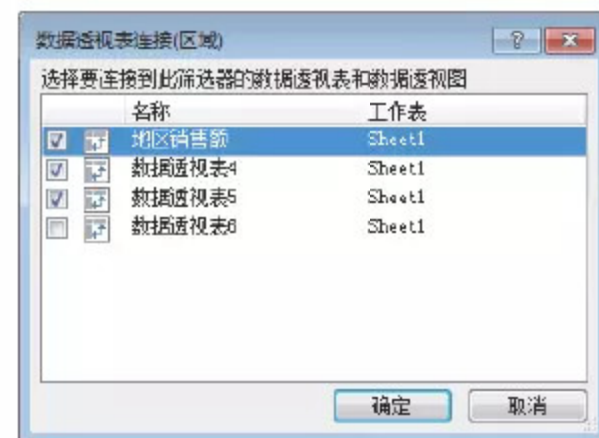 数据透视表连接(区域)
选择要连接到此筛选器的数据透视表和数据透视图
名称 工作表
地区销售额 Sheet1
数据透视表4 Sheet1
数据透视表5 Sheet1
数据透视表6 Sheet1
确定 取消